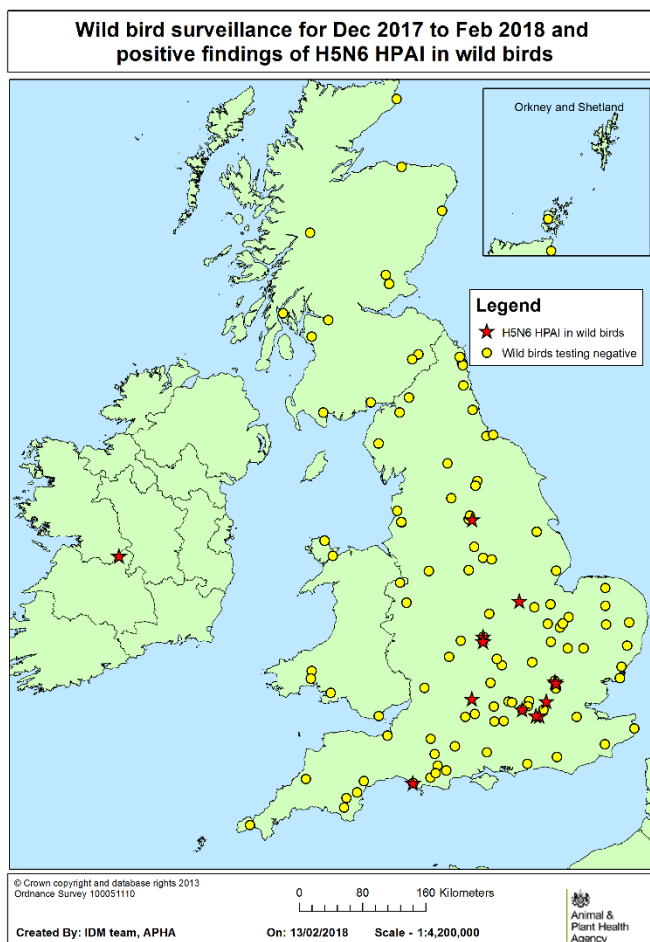 Wild bird surveillance for Dec 2017 to Feb 2018 and
positive findings of H5N6 HPAI in wild birds
Orkney and Shetland
Legend
H5N6 HPAI in wild birds
Wild birds testing negative
© Crown copyright and database rights 2013
Ordnance Survey 100051110
0 40 80 160 Kilometers
Created By: IDM team, APHA On: 13/02/2018 Scale - 1:4,200,000
Animal &
Plant Health
Agency